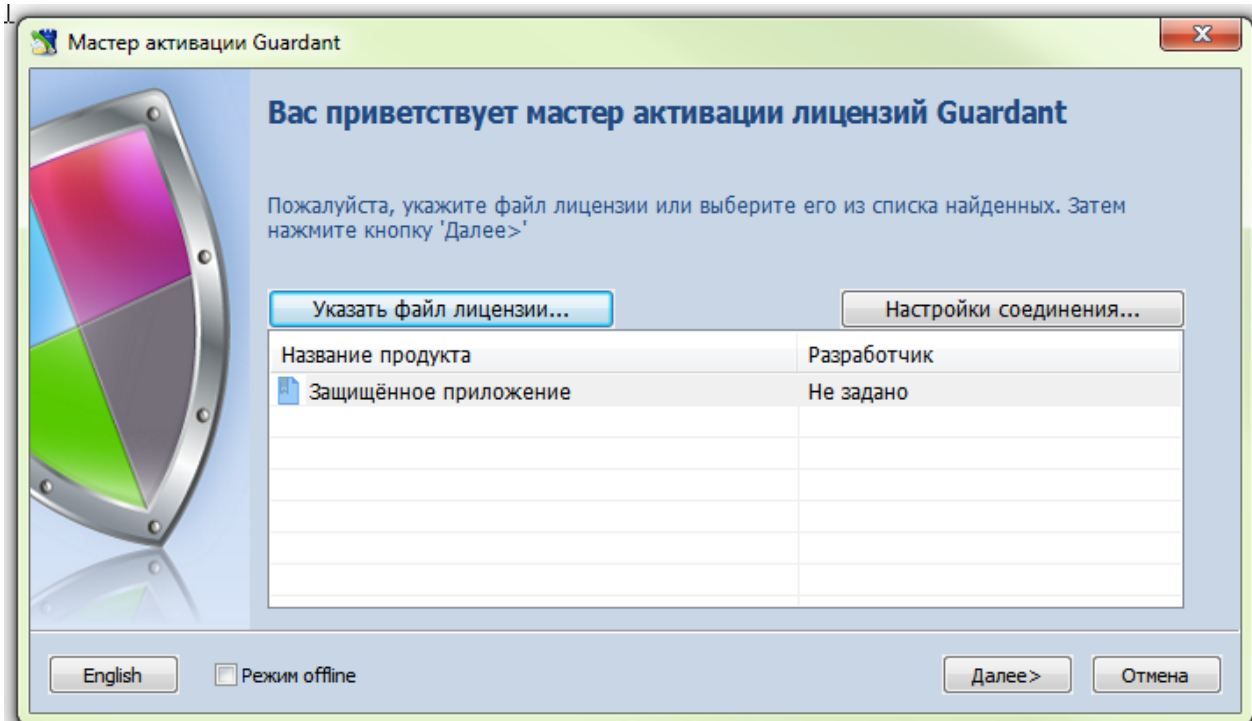 Мастер активации Guardant
Вас приветствует мастер активации лицензий Guardant
Пожалуйста, укажите файл лицензии или выберите его из списка найденных. Затем
нажмите кнопку 'Далее>'
Указать файл лицензии... Настройки соединения...
Название продукта Разработчик
Защищённое приложение Не задано
English Режим offline Далее> Отмена